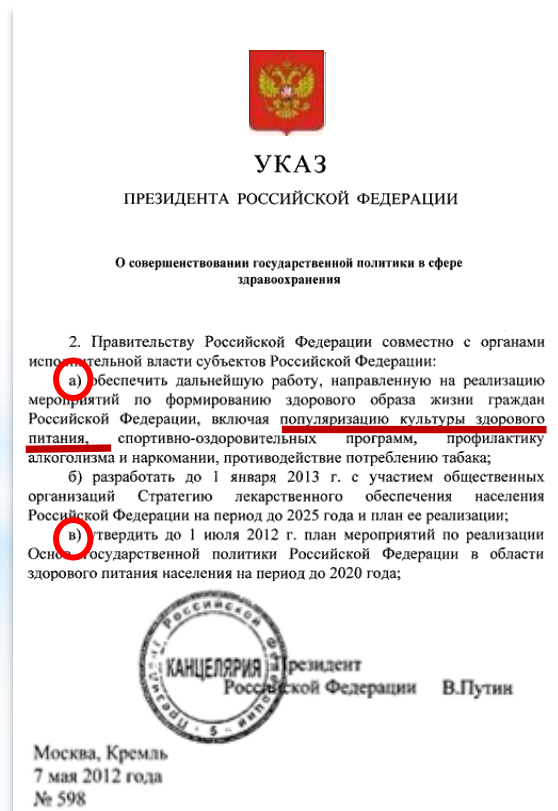 УКАЗ
ПРЕЗИДЕНТА РОССИЙСКОЙ ФЕДЕРАЦИИ
О совершенствовании государственной политики в сфере
здравоохранения
2. Правительству Российской Федерации совместно с органами
исполнительной власти субъектов Российской Федерации:
а) обеспечить дальнейшую работу, направленную на реализацию
мероприятий по формированию здорового образа жизни граждан
Российской Федерации, включая популяризацию культуры здорового
питания, спортивно-оздоровительных программ, профилактику
алкоголизма и наркомании, противодействие потреблению табака;
б) разработать до 1 января 2013 г. с участием общественных
организаций Стратегию лекарственного обеспечения населения
Российской Федерации на период до 2025 года и план ее реализации;
в) утвердить до 1 июля 2012 г. план мероприятий по реализации
Основ государственной политики Российской Федерации в области
здорового питания населения на период до 2020 года;
Президент Российской Федерации
КАНЦЕЛЯРИЯ
5
Президент
Российской Федерации В.Путин
Москва, Кремль
7 мая 2012 года
№ 598